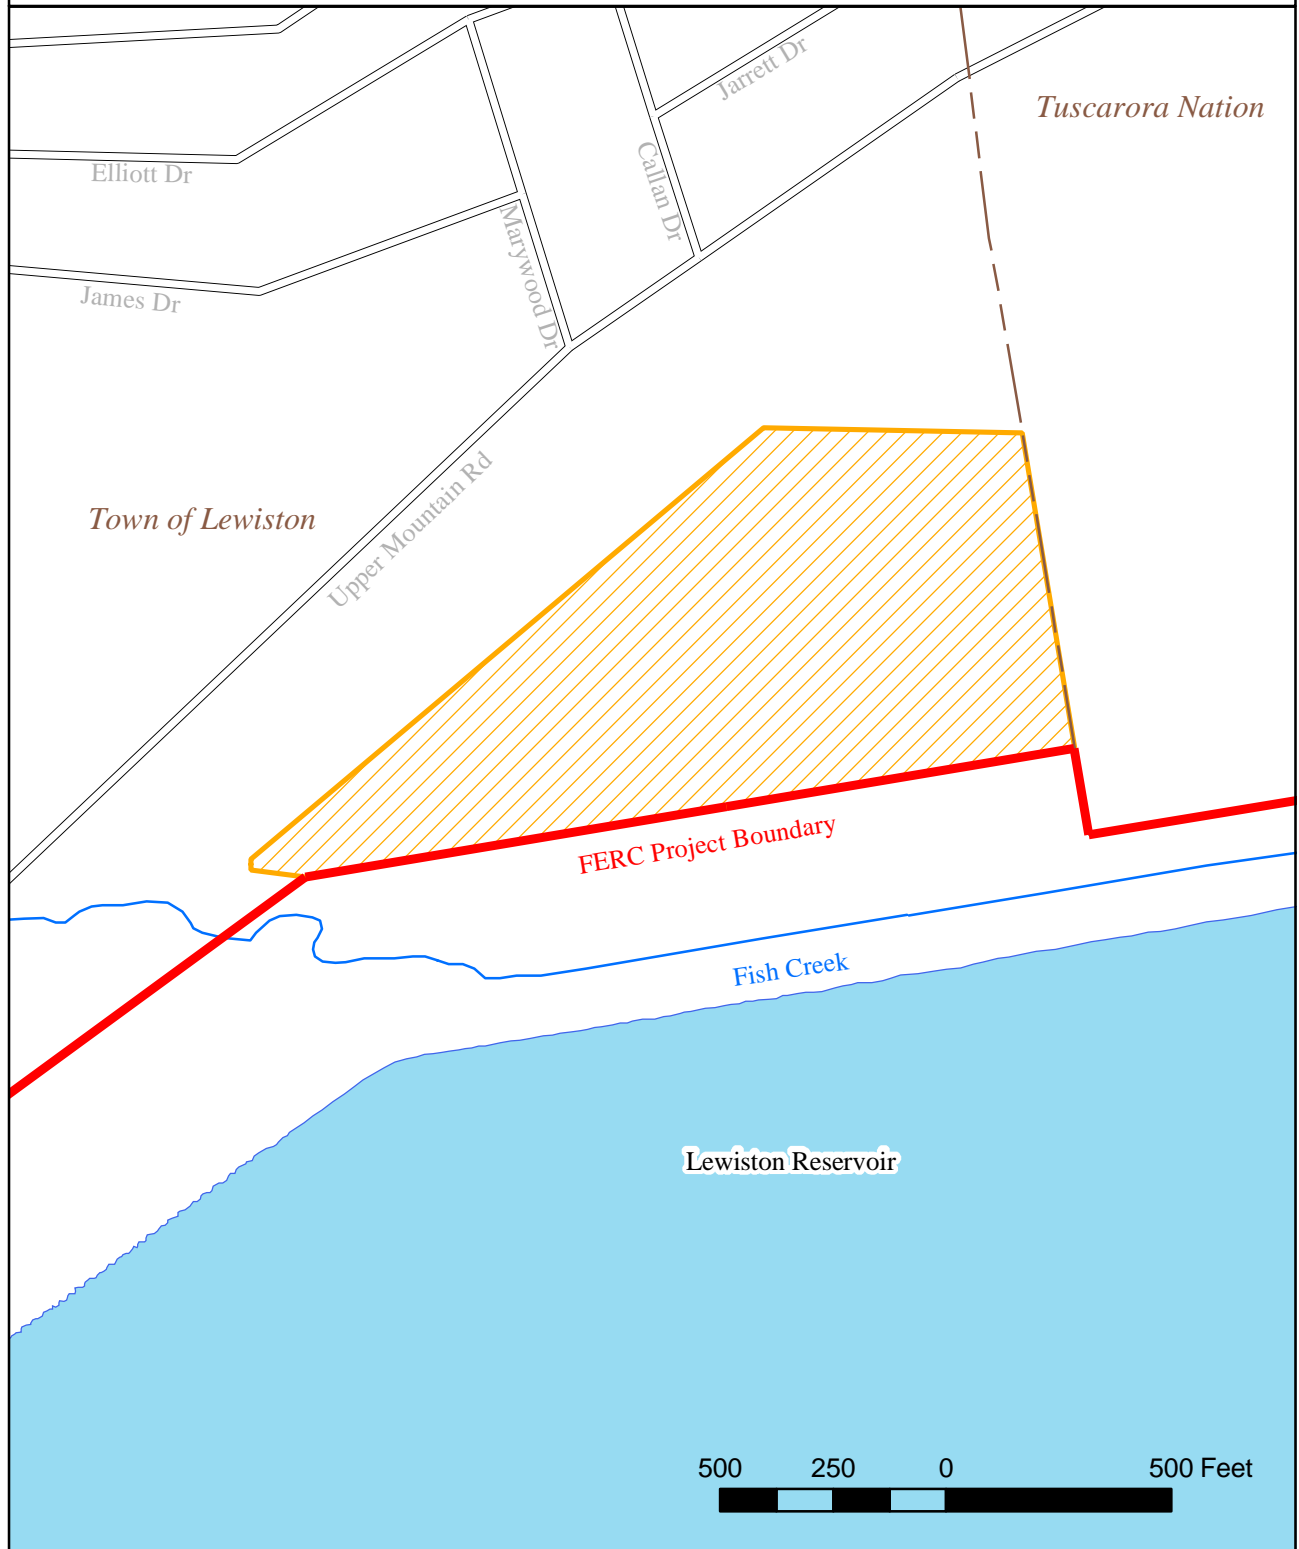 Jarrett Dr
Tuscarora Nation
Elliott Dr
Callan Dr
Marywood Dr
James Dr
Town of Lewiston
Upper Mountain Rd
FERC Project Boundary
Fish Creek
Lewiston Reservoir
500 250 0 500 Feet